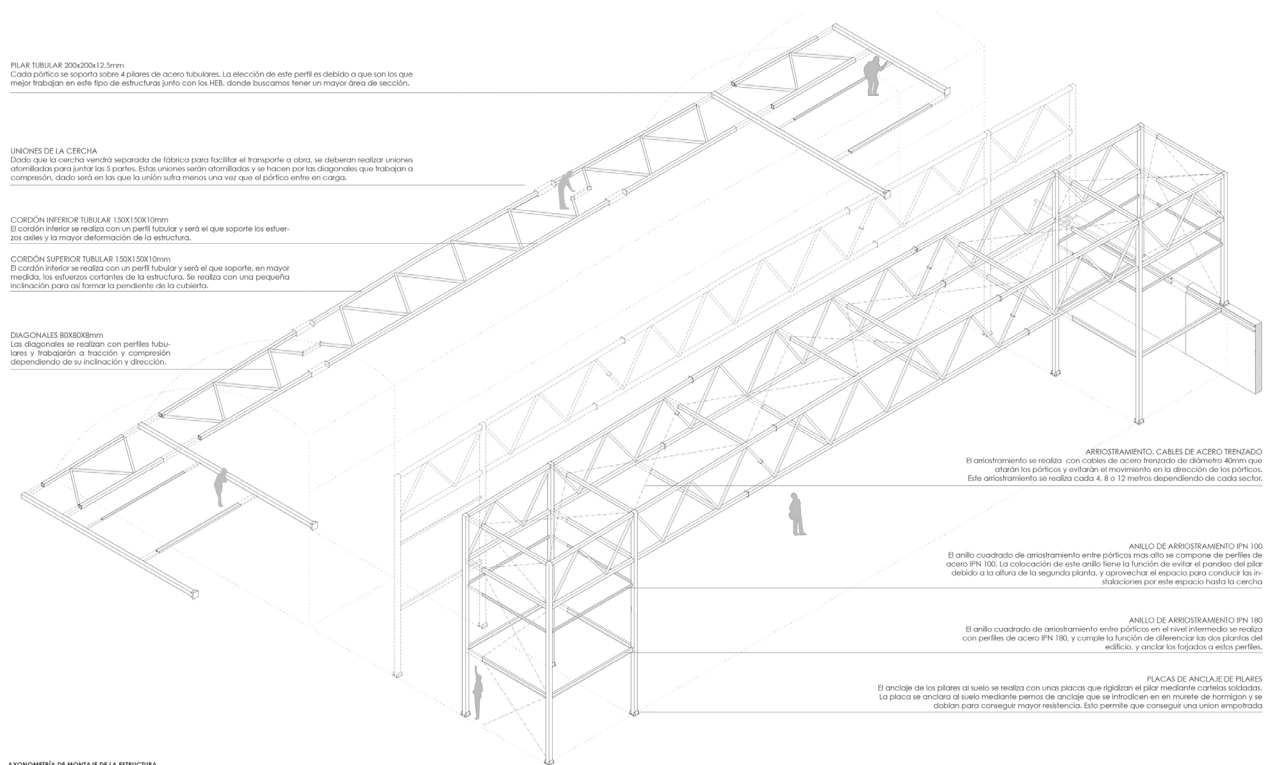 PILAR TUBULAR 200x200x12,5mm
Cada pórtico se soporta sobre 4 pilares de acero tubulares. La elección de este perfil es debido a que son los que
mejor trabajan en este tipo de estructuras junto con los HEB, donde buscamos tener un mayor área de sección.
UNIONES DE LA CERCHA
Dado que la cercha vendrá separada de fábrica para facilitar el transporte a obra, se deberan realizar uniones
atornilladas para juntar las 5 partes. Estas uniones serán atornilladas y se hacen por las diagonales que trabajan a
compresón, dado será en las que la unión sufra menos una vez que el pórtico entre en carga.
CORDÓN INFERIOR TUBULAR 150X150X10mm
El cordón inferior se realiza con un perfil tubular y será el que soporte los esfuer-
zos axiles y la mayor deformación de la estructura.
CORDÓN SUPERIOR TUBULAR 150X150X10mm
El cordón inferior se realiza con un perfil tubular y será el que soporte, en mayor
medida, los esfuerzos cortantes de la estructura. Se realiza con una pequeña
inclinación para así formar la pendiente de la cubierta.
DIAGONALES 80X80X8mm
Las diagonales se realizan con perfiles tubu-
lares y trabajarán a tracción y compresión
dependiendo de su inclinación y dirección.
ARRIOSTRAMIENTO. CABLES DE ACERO TRENZADO
El arriostramiento se realiza con cables de acero trenzado de diámetro 40mm que
atarán los pórticos y evitarán el movimiento en la dirección de los pórticos.
Este arriostramiento se realiza cada 4, 8 o 12 metros dependiendo de cada sector.
ANILLO DE ARRIOSTRAMIENTO IPN 100
El anillo cuadrado de arriostramiento entre pórticos mas alto se compone de perfiles de
acero IPN 100. La colocación de este anillo tiene la función de evitar el pandeo del pilar
debido a la altura de la segunda planta, y aprovechar el espacio para conducir las in-
stalaciones por este espacio hasta la cercha
ANILLO DE ARRIOSTRAMIENTO IPN 180
El anillo cuadrado de arriostramiento entre pórticos en el nivel intermedio se realiza
con perfiles de acero IPN 180, y cumple la función de diferenciar las dos plantas del
edificio, y anclar los forjados a estos perfiles.
PLACAS DE ANCLAJE DE PILARES
El anclaje de los pilares al suelo se realiza con unas placas que rigidizan el pilar mediante cartelas soldadas.
La placa se anclara al suelo mediante pernos de anclaje que se introdicen en en murete de hormigon y se
doblan para conseguir mayor resistencia. Esto permite que conseguir una union empotrada
AXONOMETRÍA DE MONTAJE DE LA ESTRUCTURA